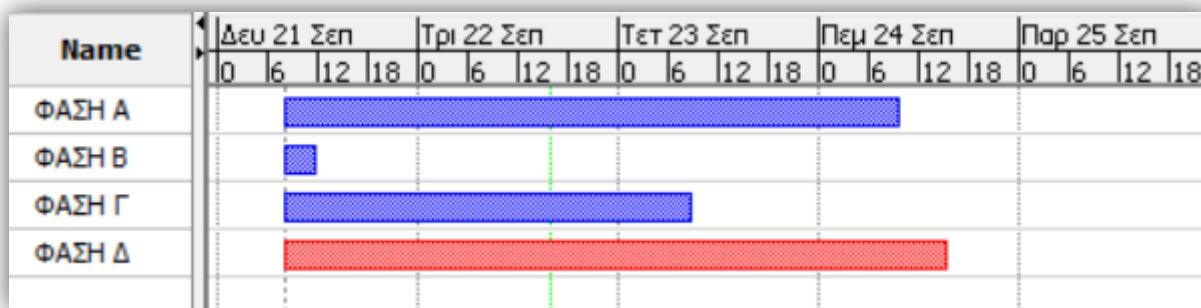 Name
Δευ 21 Σεπ Τρι 22 Σεπ Τετ 23 Σεπ Πεμ 24 Σεπ Παρ 25 Σεπ
0 6 12 18 0 6 12 18 0 6 12 18 0 6 12 18 0 6 12 18
ΦΑΣΗ Α
ΦΑΣΗ Β
ΦΑΣΗ Γ
ΦΑΣΗ Δ